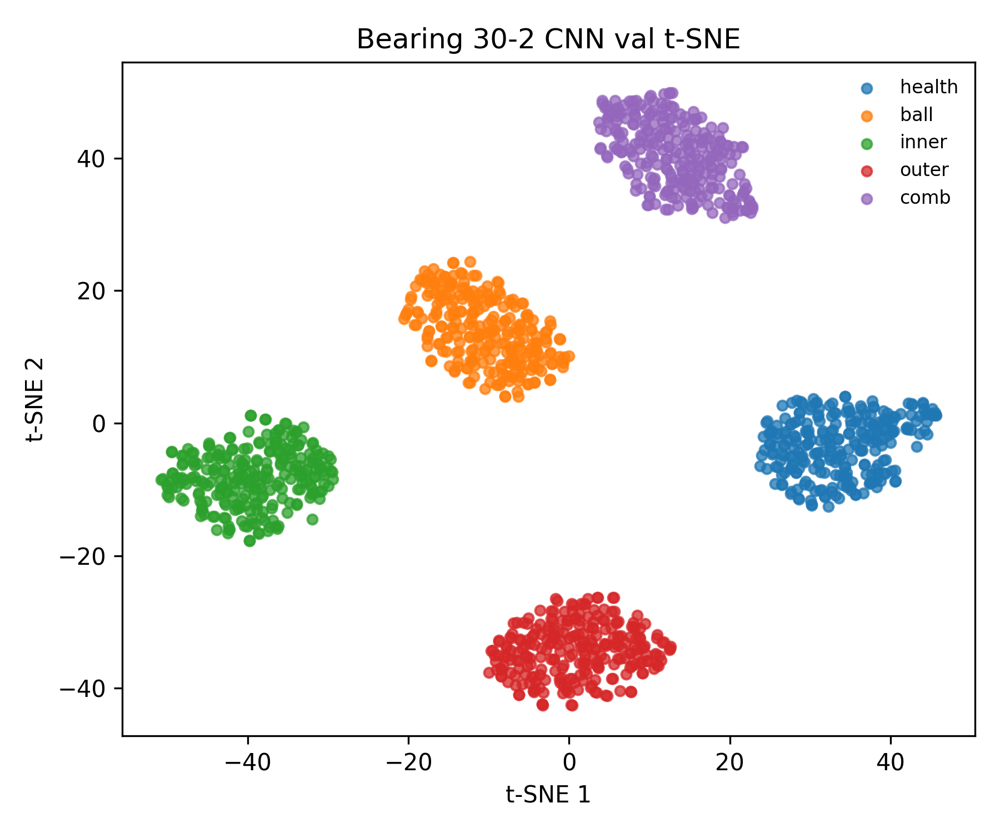 Bearing 30-2 CNN val t-SNE
health
ball
inner
outer
comb
40
20
0
−20
−40
t-SNE 2
−40
−20
0
20
40
t-SNE 1